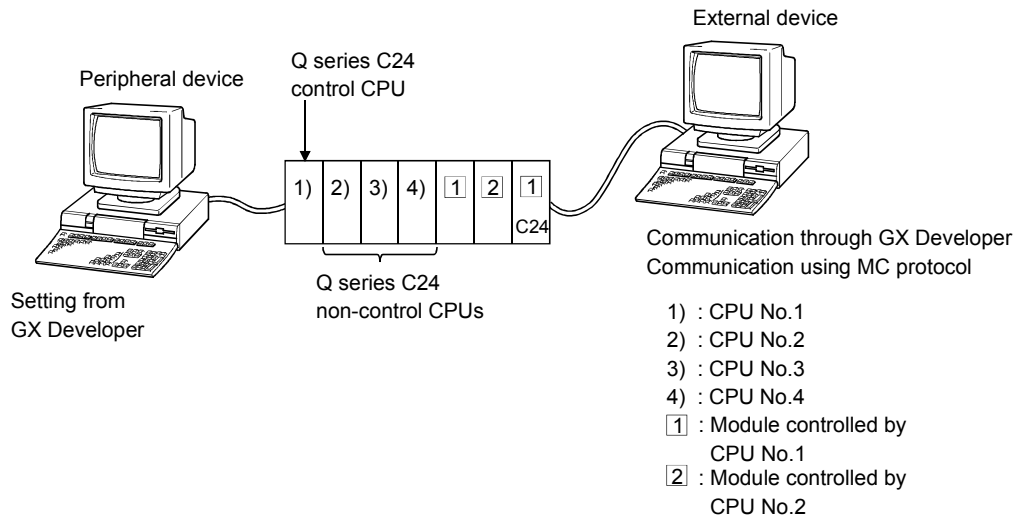 External device
Q series C24
control CPU
Peripheral device
1) 2) 3) 4) 1 2 1
C24
Q series C24
non-control CPUs
Setting from
GX Developer
Communication through GX Developer
Communication using MC protocol
1) : CPU No.1
2) : CPU No.2
3) : CPU No.3
4) : CPU No.4
1 : Module controlled by
CPU No.1
2 : Module controlled by
CPU No.2